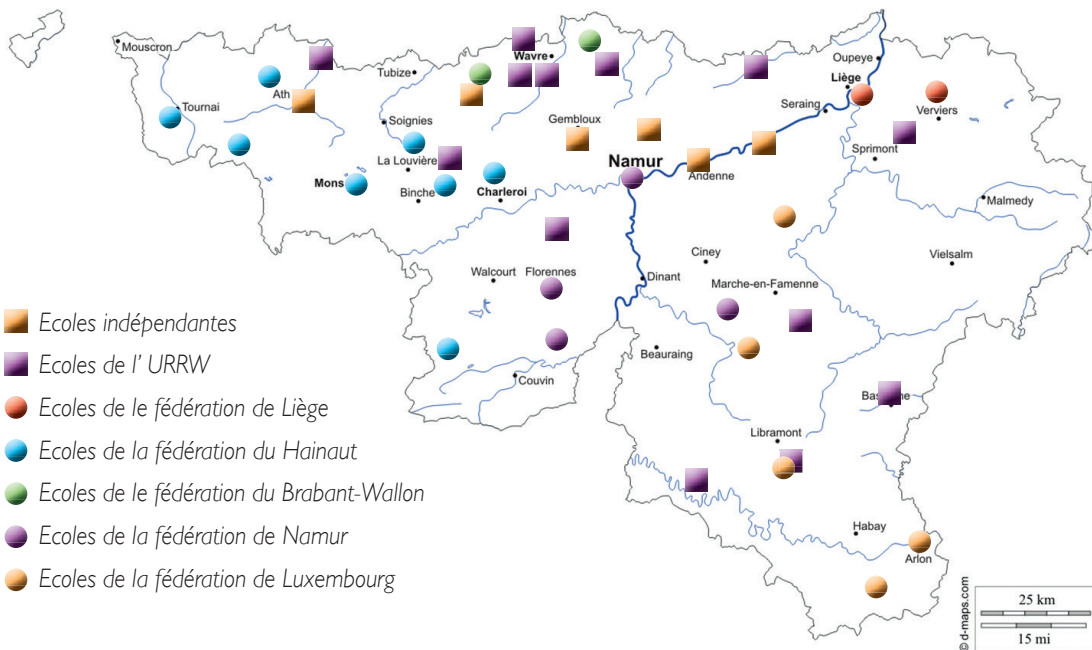 Mouscron
Tubize
Wavre
Oupeye
Liège
Ath
Tournai
Soignies
Gembloux
Seraing
Verviers
Sprimont
La Louvière
Namur
Andenne
Mons
Binche
Charleroi
Malmedy
Ciney
Vielsalm
Walcourt
Florennes
Dinant
Marche-en-Famenne
Beauraing
Couvin
Libramont
Habay
Arlon
Ecoles indépendantes
Ecoles de l' URRW
Ecoles de le fédération de Liège
Ecoles de la fédération du Hainaut
Ecoles de le fédération du Brabant-Wallon
Ecoles de la fédération de Namur
Ecoles de la fédération de Luxembourg
© d-maps.com
25 km
15 mi